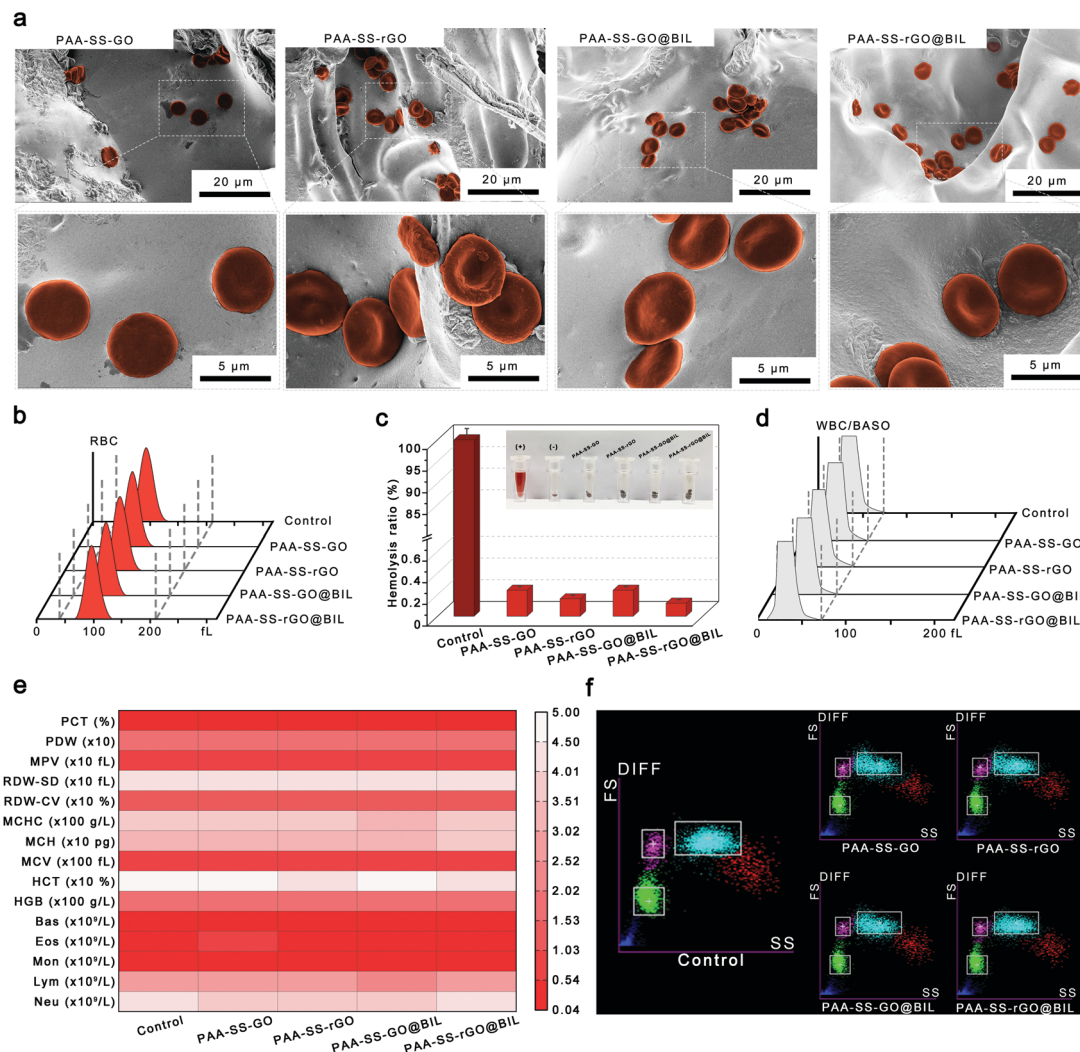 a
PAA-SS-GO
PAA-SS-rGO
PAA-SS-GO@BIL
PAA-SS-rGO@BIL
20 μm
20 μm
20 μm
20 μm
5 μm
5 μm
5 μm
5 μm
b
RBC
Control
PAA-SS-GO
PAA-SS-rGO
PAA-SS-GO@BIL
PAA-SS-rGO@BIL
0 100 200 fL
c
Hemolysis ratio (%)
100
95
90
85
0.6
0.4
0.2
0
(+)
(-)
PAA-SS-GO
PAA-SS-rGO
PAA-SS-GO@BIL
PAA-SS-rGO@BIL
Control
PAA-SS-GO
PAA-SS-rGO
PAA-SS-GO@BIL
PAA-SS-rGO@BIL
d
WBC/BASO
Control
PAA-SS-GO
PAA-SS-rGO
PAA-SS-GO@BIL
PAA-SS-rGO@BIL
0 100 200 fL
e
PCT (%)
PDW (x10)
MPV (x10 fL)
RDW-SD (x10 fL)
RDW-CV (x10 %)
MCHC (x100 g/L)
MCH (x10 pg)
MCV (x100 fL)
HCT (x10 %)
HGB (x100 g/L)
Bas (x10⁹/L)
Eos (x10⁹/L)
Mon (x10⁹/L)
Lym (x10⁹/L)
Neu (x10⁹/L)
Control
PAA-SS-GO
PAA-SS-rGO
PAA-SS-GO@BIL
PAA-SS-rGO@BIL
5.00
4.50
4.01
3.51
3.02
2.52
2.02
1.53
1.03
0.54
0.04
f
DIFF
FS
SS
Control
DIFF
FS
SS
PAA-SS-GO
DIFF
FS
SS
PAA-SS-rGO
DIFF
FS
SS
PAA-SS-GO@BIL
DIFF
FS
SS
PAA-SS-rGO@BIL